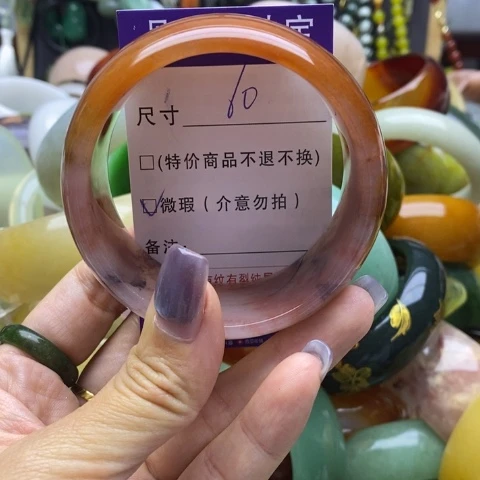 尺寸 60
□(特价商品不退不换)
☑微瑕(介意勿拍)
备注: